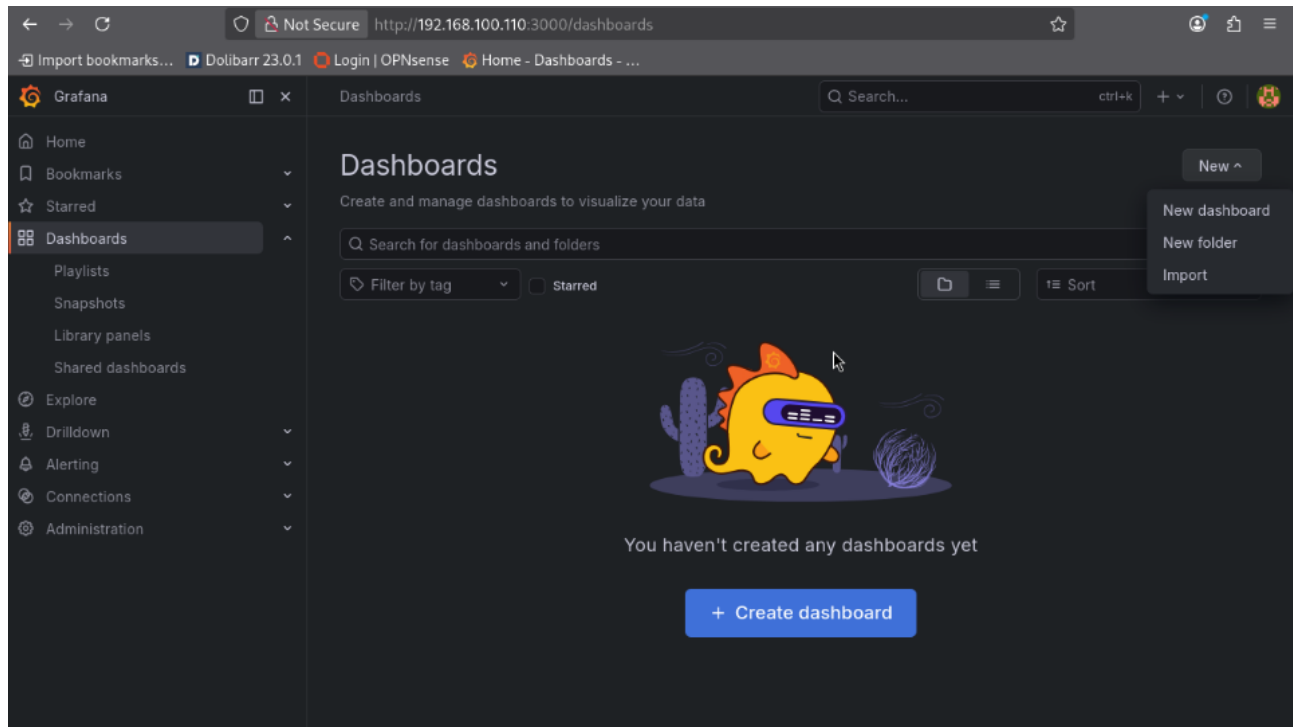 Not Secure http://192.168.100.110:3000/dashboards
Import bookmarks... Dolibarr 23.0.1 Login | OPNsense Home - Dashboards - ...
Grafana
Dashboards
Search...
ctrl+k
Home
Bookmarks
Starred
Dashboards
Playlists
Snapshots
Library panels
Shared dashboards
Explore
Drilldown
Alerting
Connections
Administration
Dashboards
New
Create and manage dashboards to visualize your data
New dashboard
New folder
Import
Search for dashboards and folders
Filter by tag
Starred
Sort
You haven't created any dashboards yet
+ Create dashboard